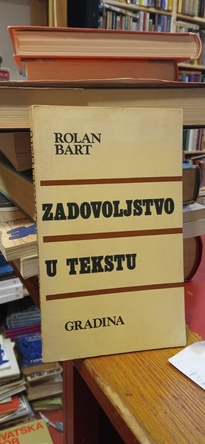 ROLAN
BART
ZADOVOLJSTVO
U TEKSTU
GRADINA